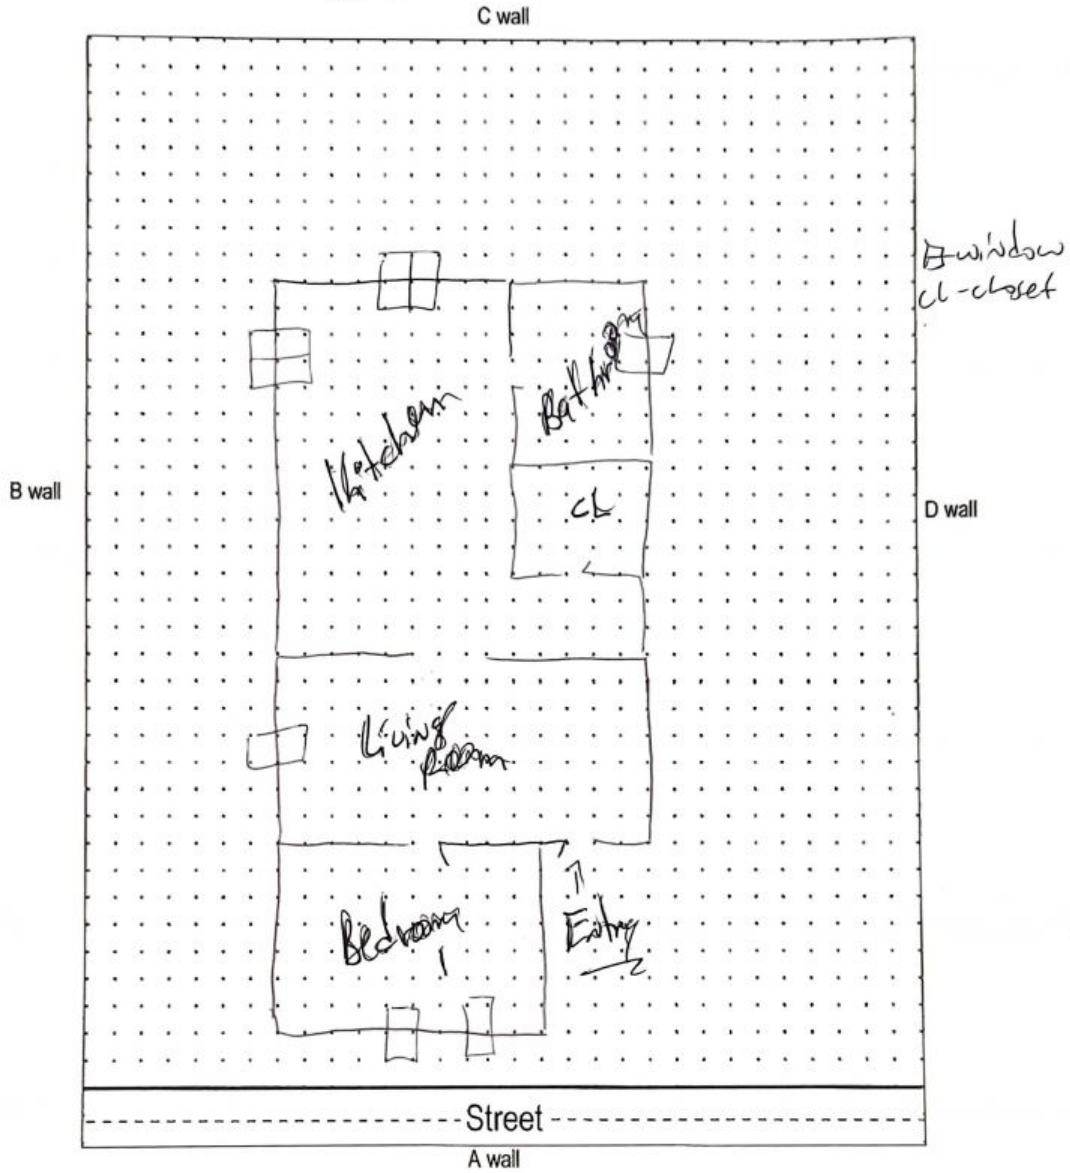 C wall
-window
cl-closet
Bathroom
Kitchen
B wall
CL
D wall
Living
Room
Bedroom
1
Entry
Street
A wall